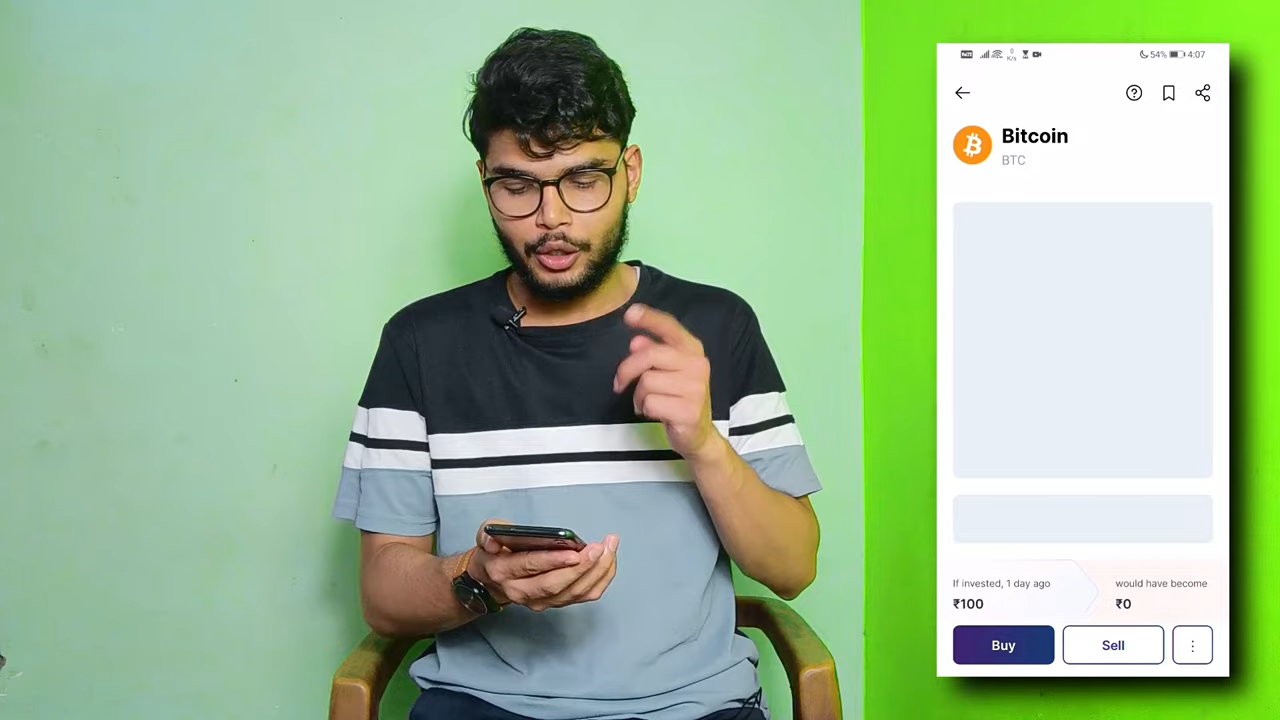 54% 4:07
K/s
Bitcoin
BTC
If invested, 1 day ago
would have become
₹100
₹0
Buy
Sell